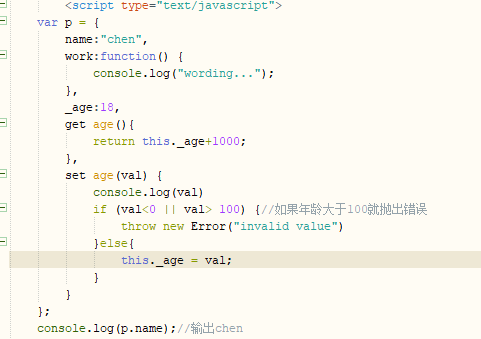 <script type="text/javascript">
var p = {
name:"chen",
work:function() {
console.log("wording...");
},
_age:18,
get age(){
return this._age+1000;
},
set age(val) {
console.log(val)
if (val<0 || val> 100) {//如果年龄大于100就抛出错误
throw new Error("invalid value")
}else{
this._age = val;
}
}
};
console.log(p.name);//输出chen